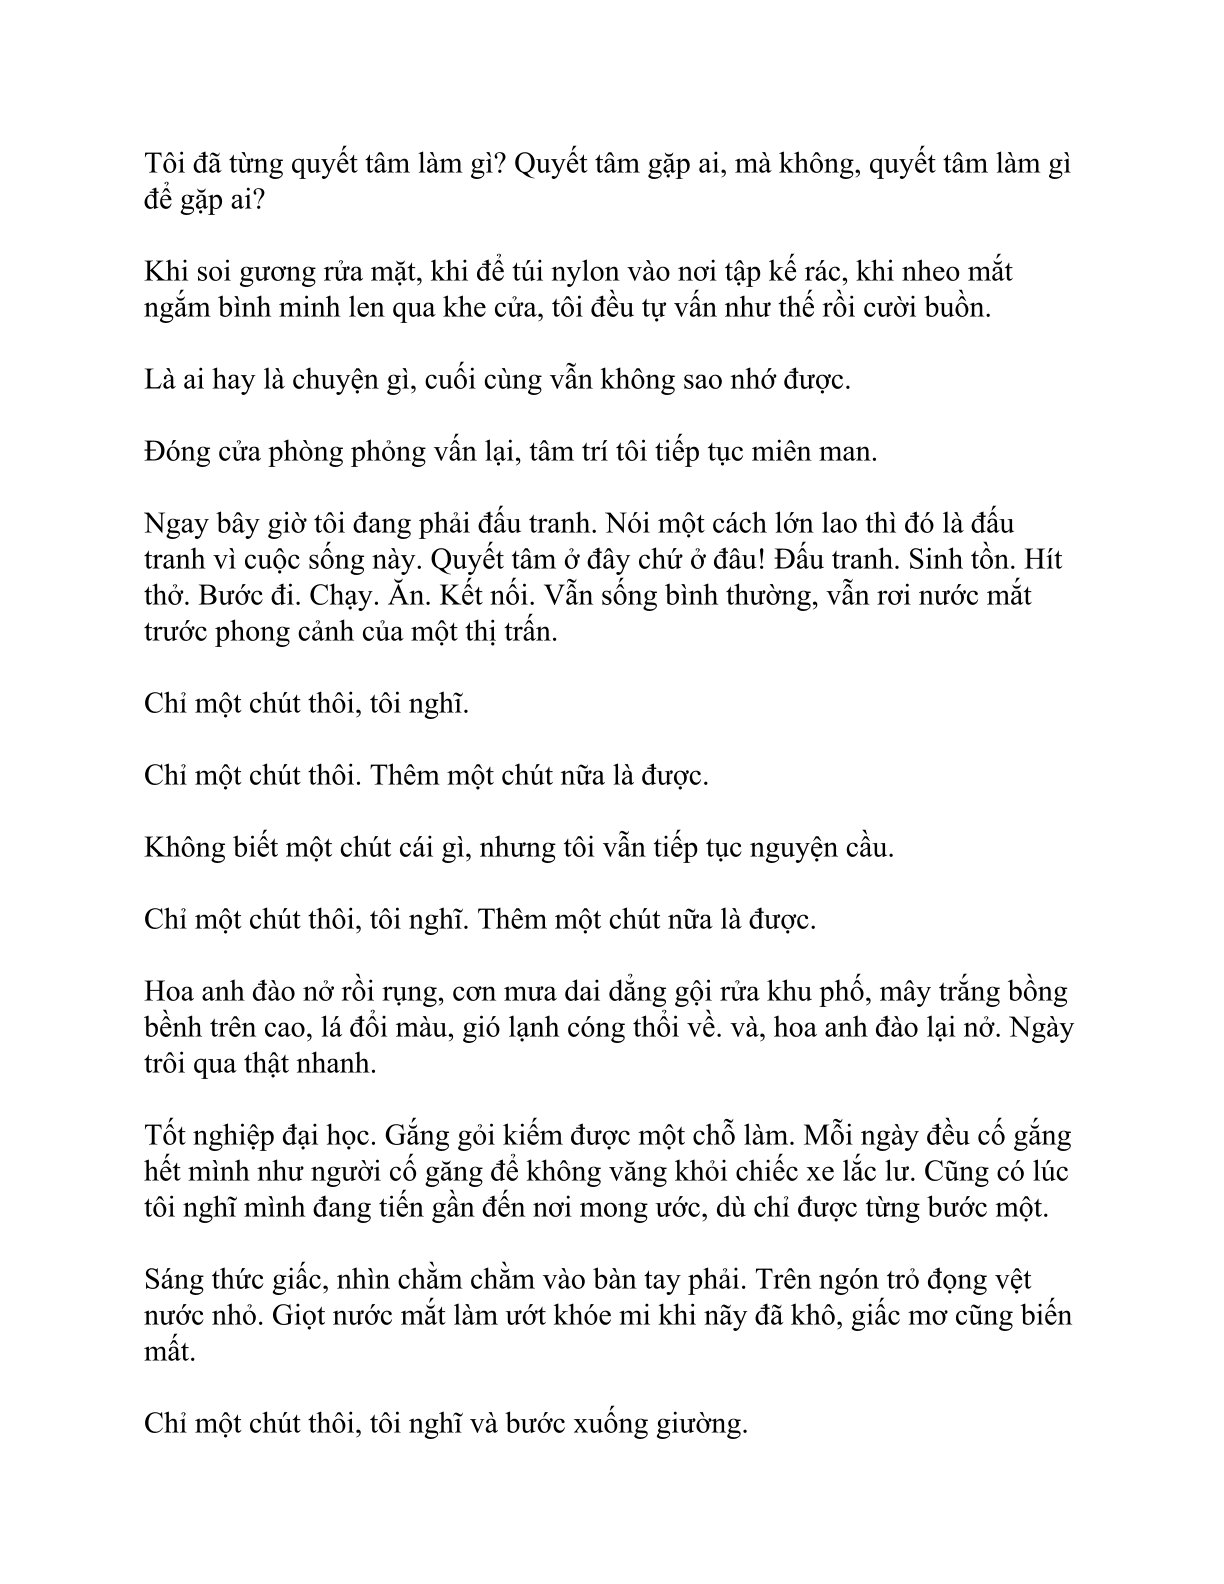 Tôi đã từng quyết tâm làm gì? Quyết tâm gặp ai, mà không, quyết tâm làm gì
để gặp ai?
Khi soi gương rửa mặt, khi để túi nylon vào nơi tập kế rác, khi nheo mắt
ngắm bình minh len qua khe cửa, tôi đều tự vấn như thế rồi cười buồn.
Là ai hay là chuyện gì, cuối cùng vẫn không sao nhớ được.
Đóng cửa phòng phỏng vấn lại, tâm trí tôi tiếp tục miên man.
Ngay bây giờ tôi đang phải đấu tranh. Nói một cách lớn lao thì đó là đấu
tranh vì cuộc sống này. Quyết tâm ở đây chứ ở đâu! Đấu tranh. Sinh tồn. Hít
thở. Bước đi. Chạy. Ăn. Kết nối. Vẫn sống bình thường, vẫn rơi nước mắt
trước phong cảnh của một thị trấn.
Chỉ một chút thôi, tôi nghĩ.
Chỉ một chút thôi. Thêm một chút nữa là được.
Không biết một chút cái gì, nhưng tôi vẫn tiếp tục nguyện cầu.
Chỉ một chút thôi, tôi nghĩ. Thêm một chút nữa là được.
Hoa anh đào nở rồi rụng, cơn mưa dai dẳng gội rửa khu phố, mây trắng bồng
bềnh trên cao, lá đổi màu, gió lạnh cóng thổi về. và, hoa anh đào lại nở. Ngày
trôi qua thật nhanh.
Tốt nghiệp đại học. Gắng gỏi kiếm được một chỗ làm. Mỗi ngày đều cố gắng
hết mình như người cố găng để không văng khỏi chiếc xe lắc lư. Cũng có lúc
tôi nghĩ mình đang tiến gần đến nơi mong ước, dù chỉ được từng bước một.
Sáng thức giấc, nhìn chằm chằm vào bàn tay phải. Trên ngón trỏ đọng vệt
nước nhỏ. Giọt nước mắt làm ướt khóe mi khi nãy đã khô, giấc mơ cũng biến
mất.
Chỉ một chút thôi, tôi nghĩ và bước xuống giường.